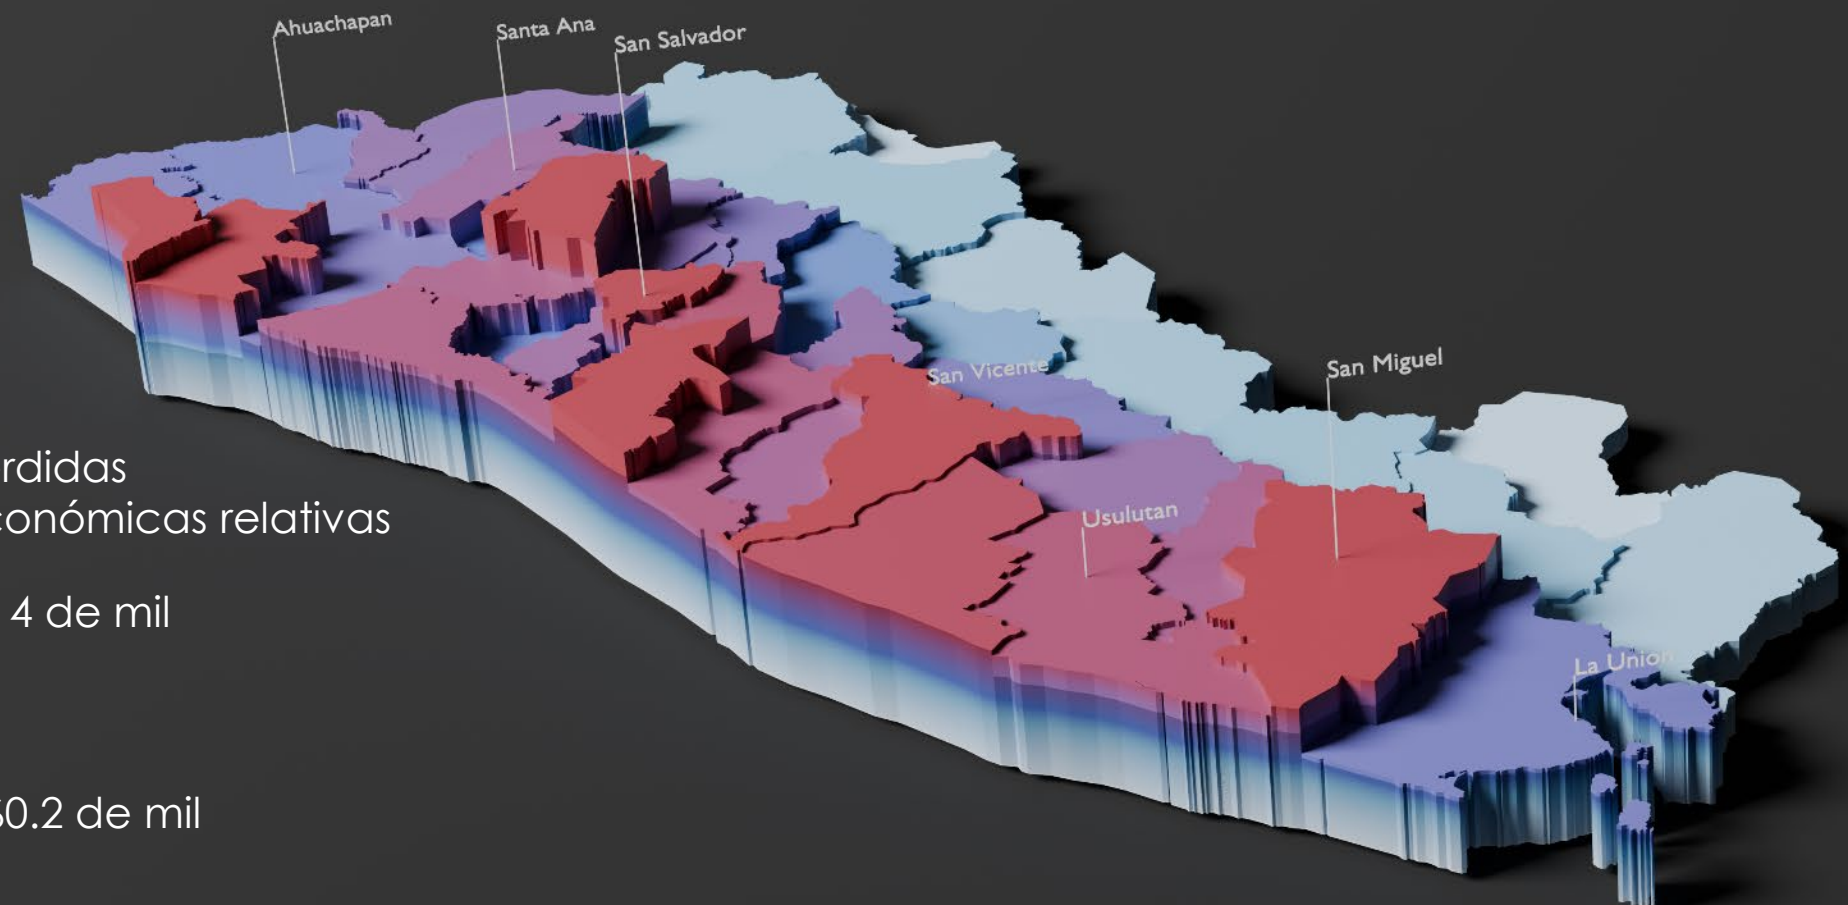 Ahuachapan
Santa Ana
San Salvador
San Vicente
San Miguel
Usulutan
La Union
rdidas
conómicas relativas
4 de mil
$0.2 de mil